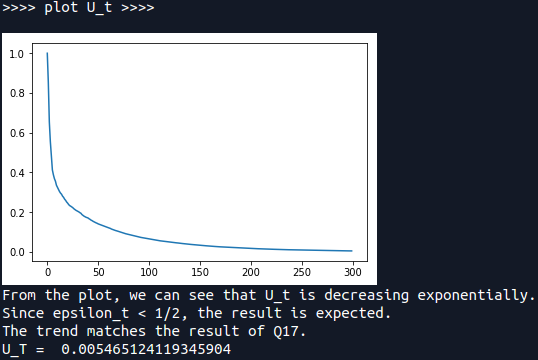 >>>> plot U_t >>>>
1.0
0.8
0.6
0.4
0.2
0.0
0 50 100 150 200 250 300
From the plot, we can see that U_t is decreasing exponentially.
Since epsilon_t < 1/2, the result is expected.
The trend matches the result of Q17.
U_T =  0.005465124119345904